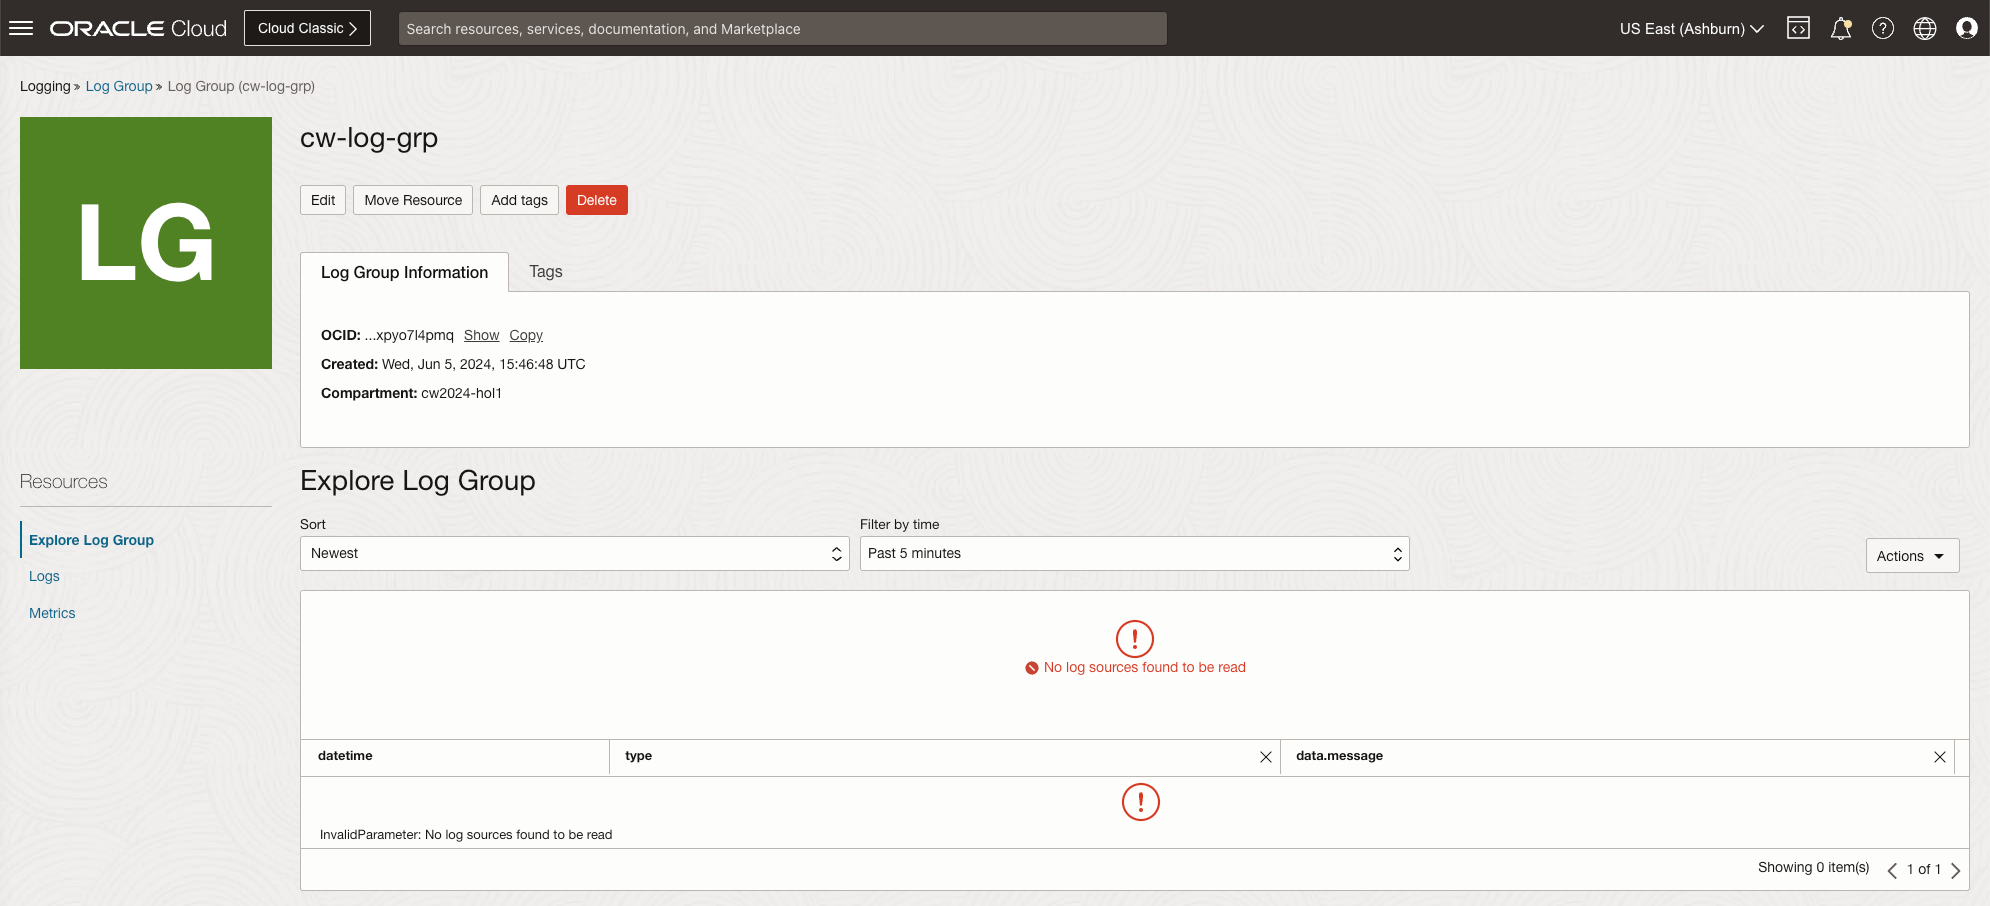 ORACLE Cloud
Cloud Classic
Search resources, services, documentation, and Marketplace
US East (Ashburn)
Logging » Log Group » Log Group (cw-log-grp)
LG
cw-log-grp
Edit
Move Resource
Add tags
Delete
Log Group Information
Tags
OCID: ...xpyo7l4pmq Show Copy
Created: Wed, Jun 5, 2024, 15:46:48 UTC
Compartment: cw2024-hol1
Resources
Explore Log Group
Logs
Metrics
Explore Log Group
Sort
Newest
Filter by time
Past 5 minutes
Actions
No log sources found to be read
datetime
type
data.message
InvalidParameter: No log sources found to be read
Showing 0 item(s)
1 of 1